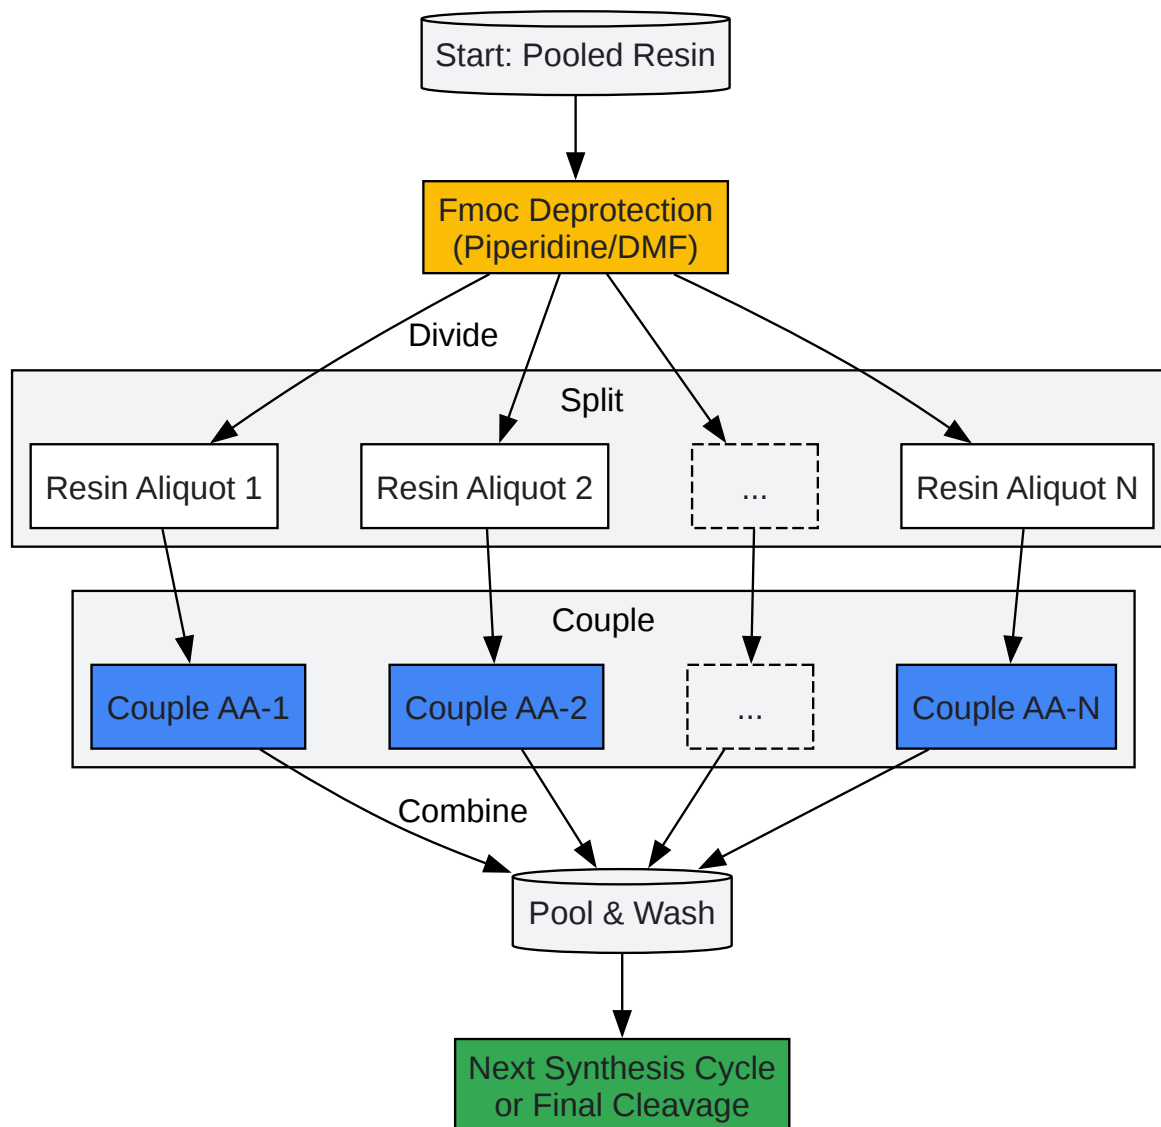 Start: Pooled Resin
Fmoc Deprotection
(Piperidine/DMF)
Divide
Split
Resin Aliquot 1
Resin Aliquot 2
...
Resin Aliquot N
Couple
Couple AA-1
Couple AA-2
...
Couple AA-N
Combine
Pool & Wash
Next Synthesis Cycle
or Final Cleavage